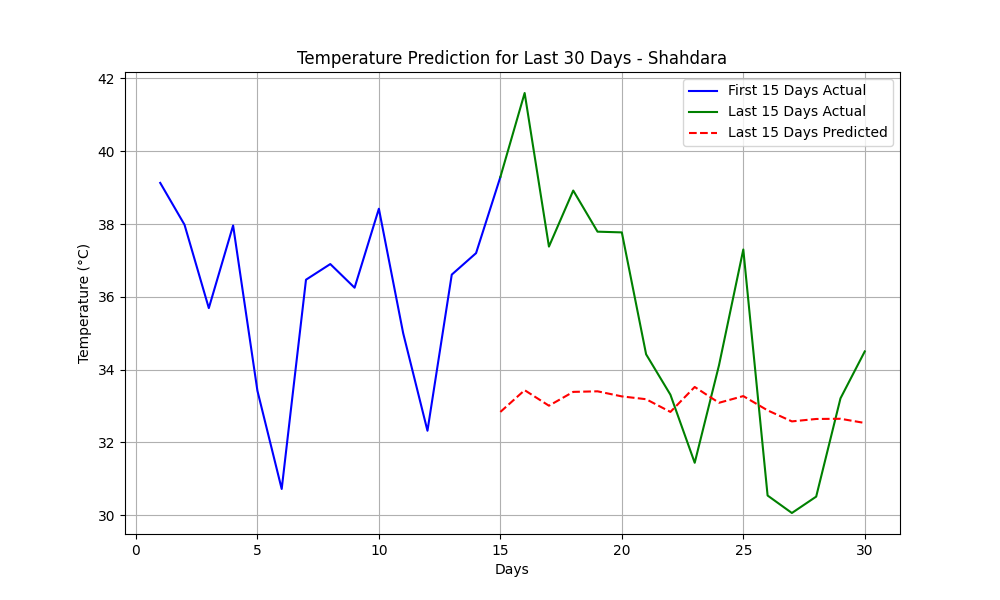 Temperature Prediction for Last 30 Days - Shahdara
First 15 Days Actual
Last 15 Days Actual
Last 15 Days Predicted
Temperature (°C)
42
40
38
36
34
32
30
0 5 10 15 20 25 30
Days